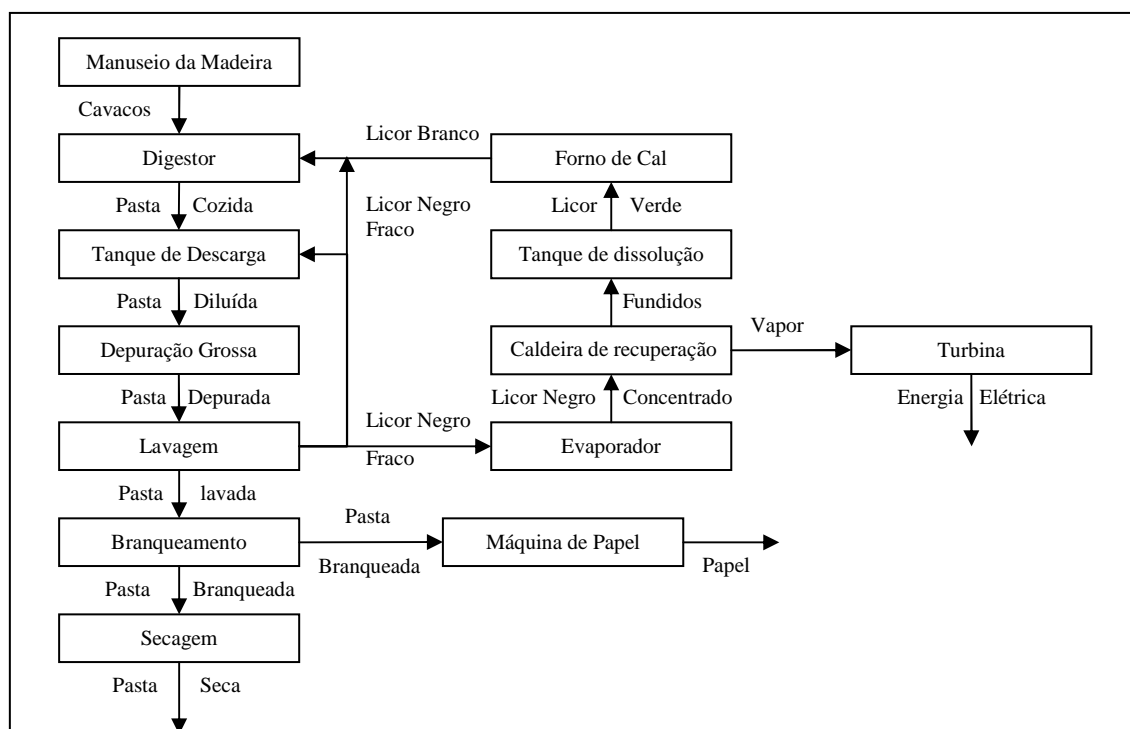 Manuseio da Madeira
Cavacos
Licor Branco
Digestor
Forno de Cal
Pasta Cozida
Licor Negro
Fraco
Licor Verde
Tanque de Descarga
Tanque de dissolução
Pasta Diluída
Fundidos
Vapor
Depuração Grossa
Caldeira de recuperação
Turbina
Pasta Depurada
Licor Negro Concentrado
Energia Elétrica
Licor Negro
Fraco
Lavagem
Evaporador
Pasta lavada
Pasta
Branqueada
Branqueamento
Máquina de Papel
Papel
Pasta Branqueada
Secagem
Pasta Seca